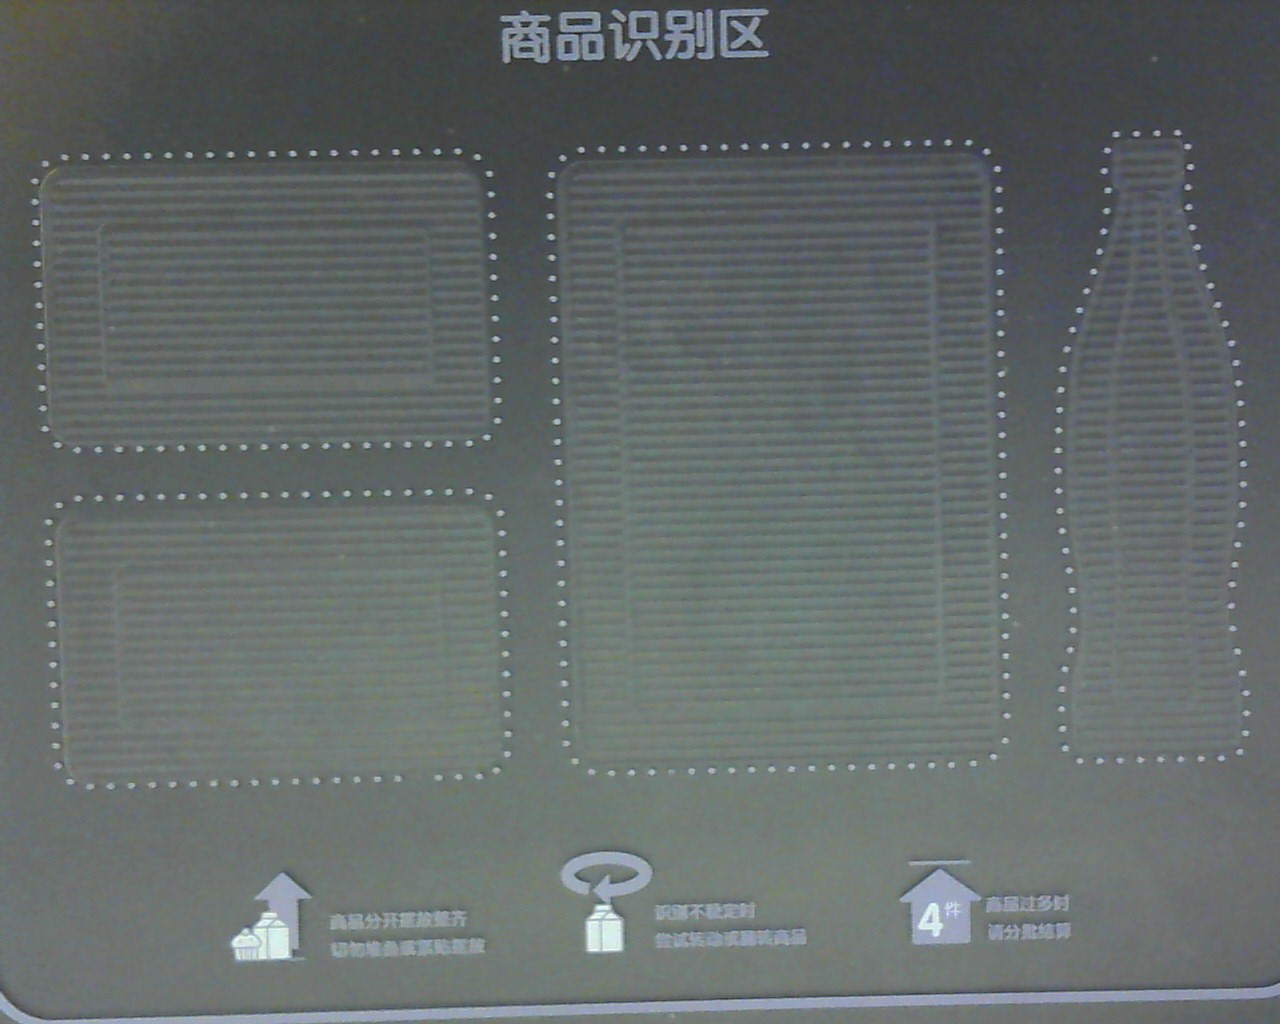 商品识别区
商品分开摆放整齐
切勿堆叠或紧贴摆放
识别不稳定时
尝试转动或翻转商品
4件
商品过多时
请分批结算